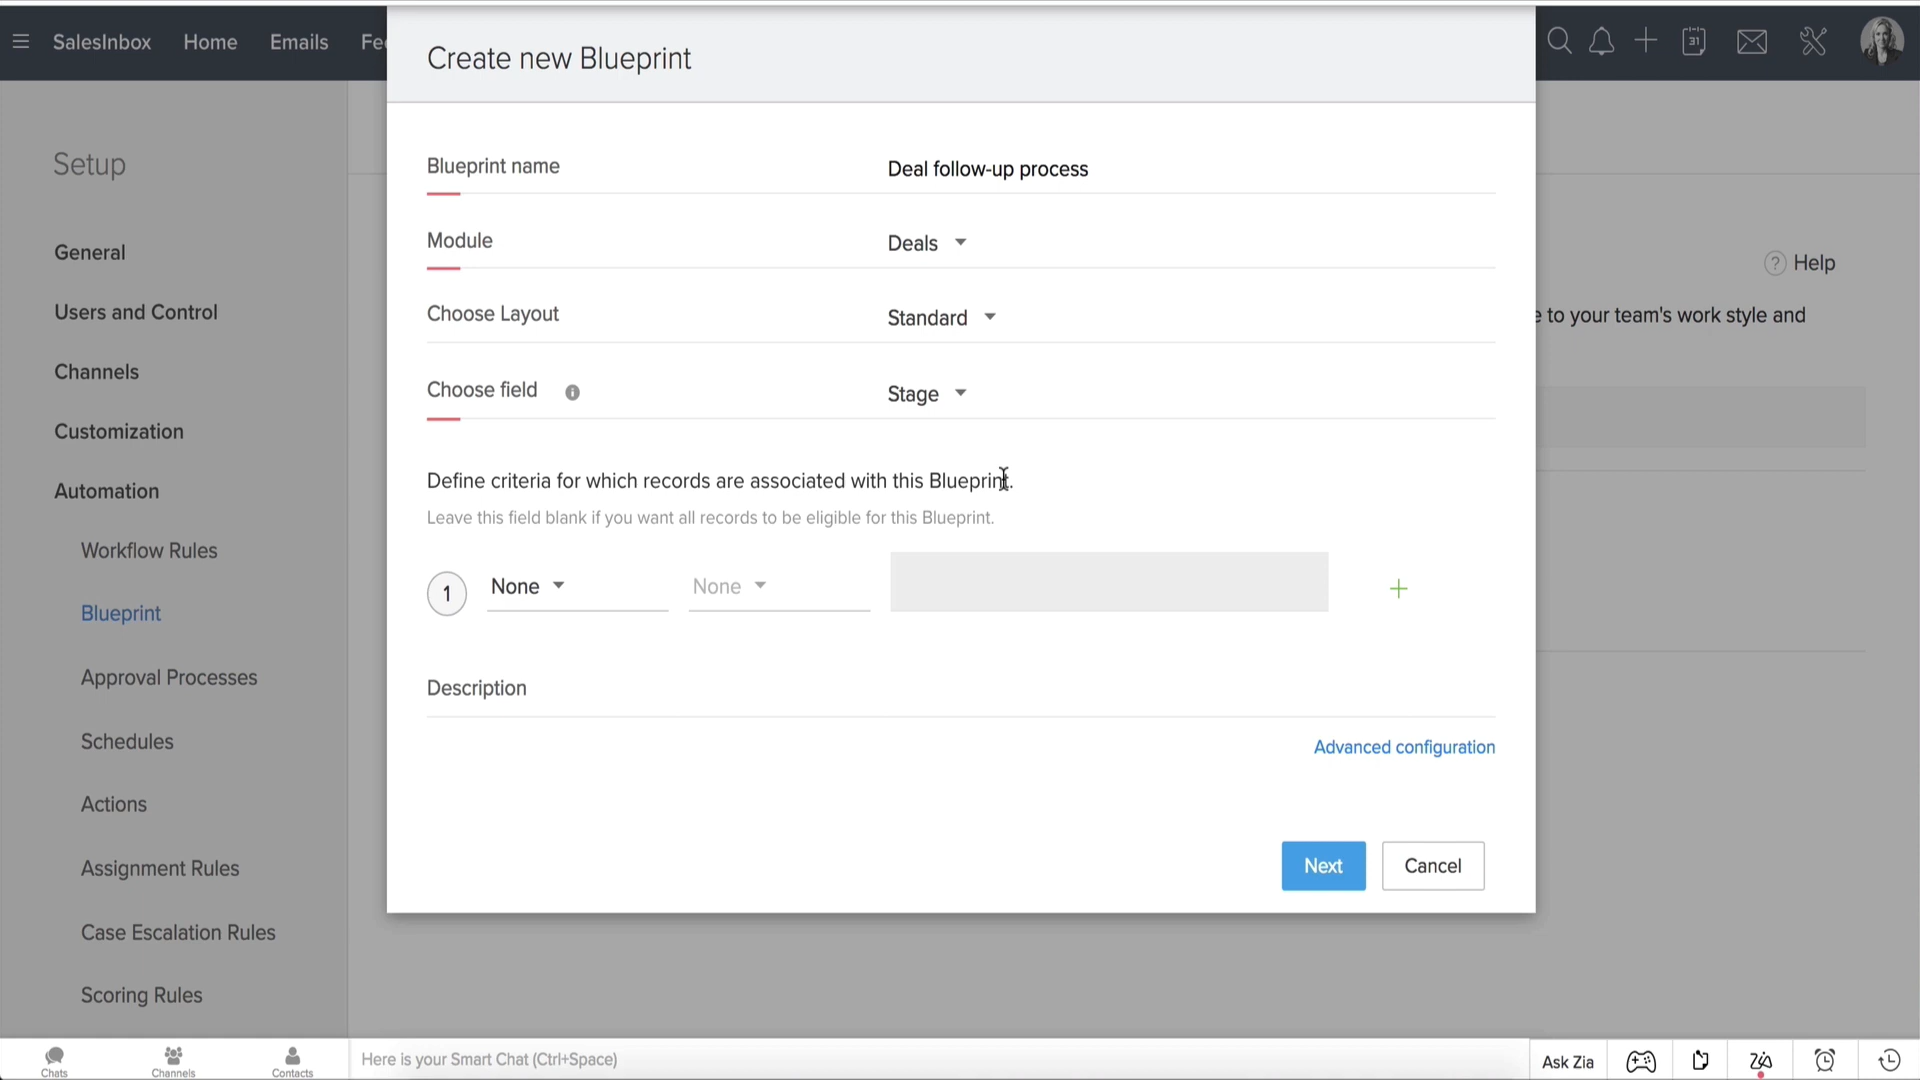 SalesInbox Home Emails Fee
Create new Blueprint
31
Setup
General
Users and Control
Channels
Customization
Automation
Workflow Rules
Blueprint
Approval Processes
Schedules
Actions
Assignment Rules
Case Escalation Rules
Scoring Rules
Blueprint name Deal follow-up process
Module Deals
Choose Layout Standard
Choose field i Stage
Define criteria for which records are associated with this Blueprint.
Leave this field blank if you want all records to be eligible for this Blueprint.
1 None None +
Description
Advanced configuration
Next Cancel
? Help
e to your team's work style and
Chats Channels Contacts
Here is your Smart Chat (Ctrl+Space)
Ask Zia